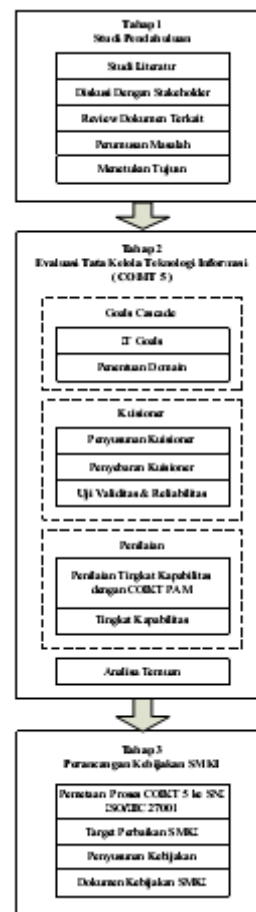 Tahap 1
Studi Pendahuluan
Studi Literatur
Diskusi Dengan Stakeholder
Review Dokumen Terkait
Perumusan Masalah
Menetukan Tujuan
Tahap 2
Evaluasi Tata Kelola Teknologi Informasi
( COBIT 5 )
Goals Cascade
IT Goals
Penentuan Domain
Kuisioner
Penyusunan Kuisioner
Penyebaran Kuisioner
Uji Validitas & Reliabilitas
Penilaian
Penilaian Tingkat Kapabilitas
dengan COBIT PAM
Tingkat Kapabilitas
Analisa Temuan
Tahap 3
Perancangan Kebijakan SMKI
Pemetaan Proses COBIT 5 ke SNI
ISO/IEC 27001
Target Perbaikan SMKI
Penyusunan Kebijakan
Dokumen Kebijakan SMKI